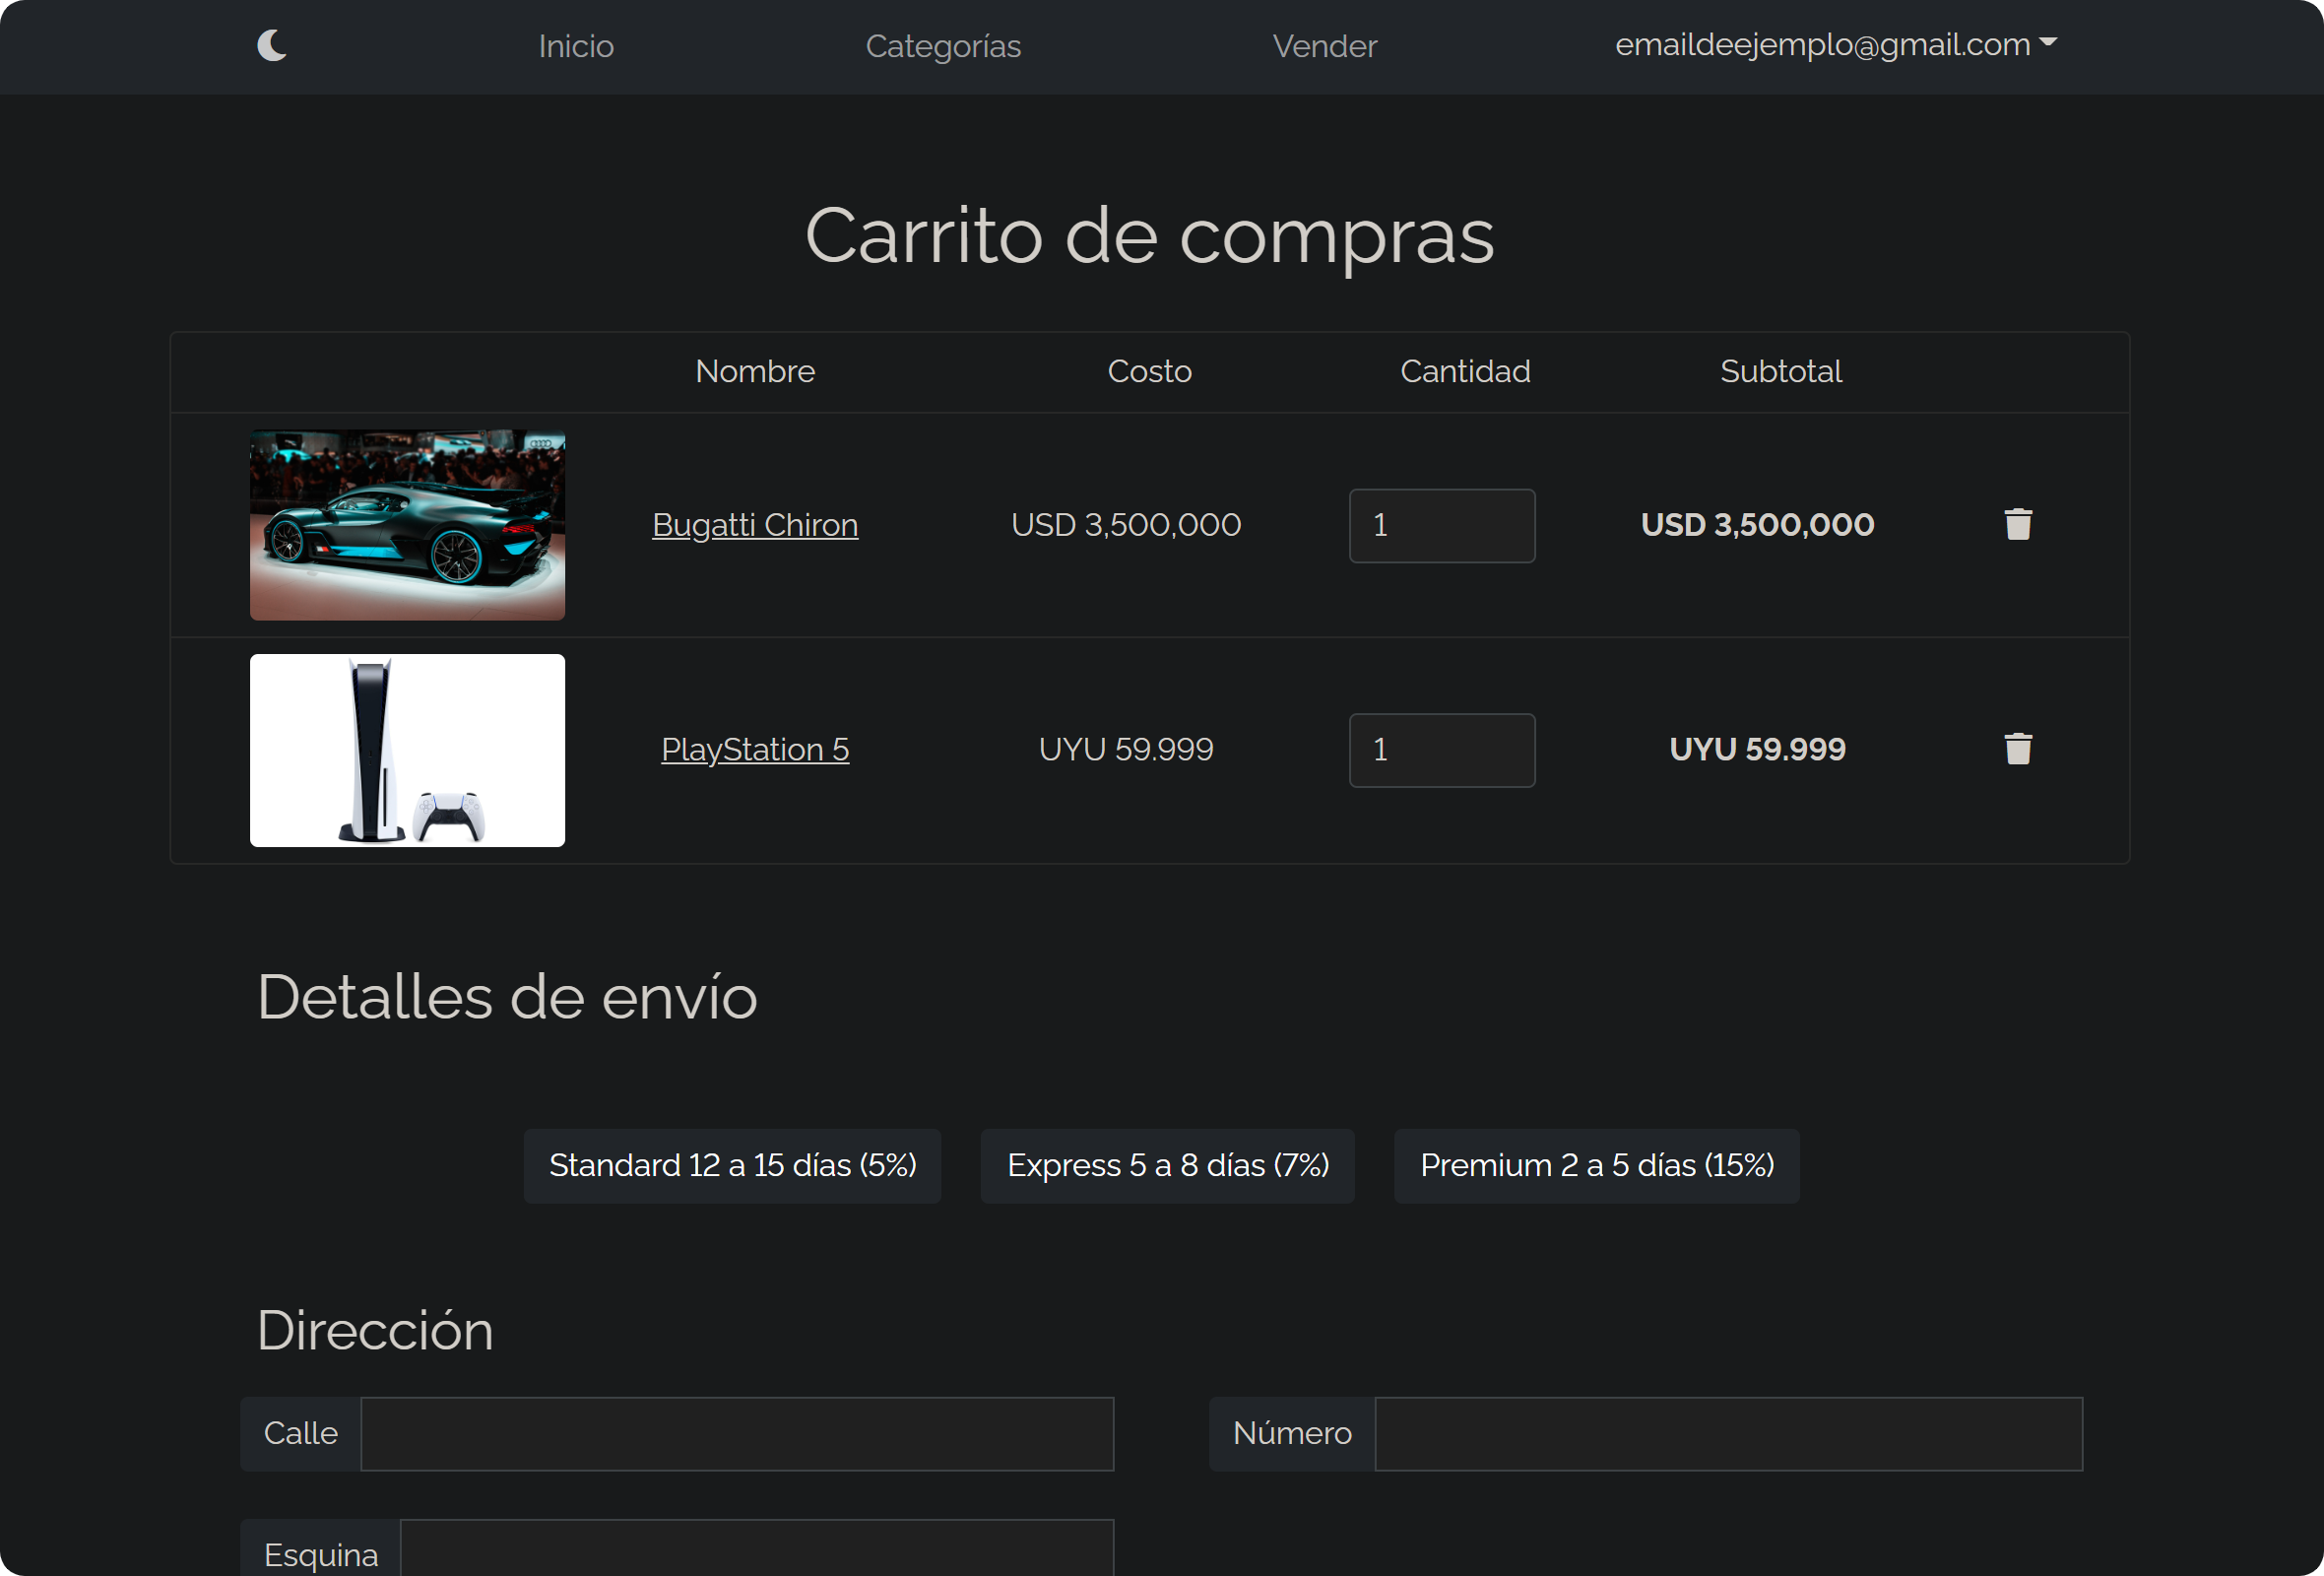 Inicio Categorías Vender emaildeejemplo@gmail.com
Carrito de compras
Nombre Costo Cantidad Subtotal
Bugatti Chiron USD 3,500,000 1 USD 3,500,000
PlayStation 5 UYU 59.999 1 UYU 59.999
Detalles de envío
Standard 12 a 15 días (5%) Express 5 a 8 días (7%) Premium 2 a 5 días (15%)
Dirección
Calle Número
Esquina